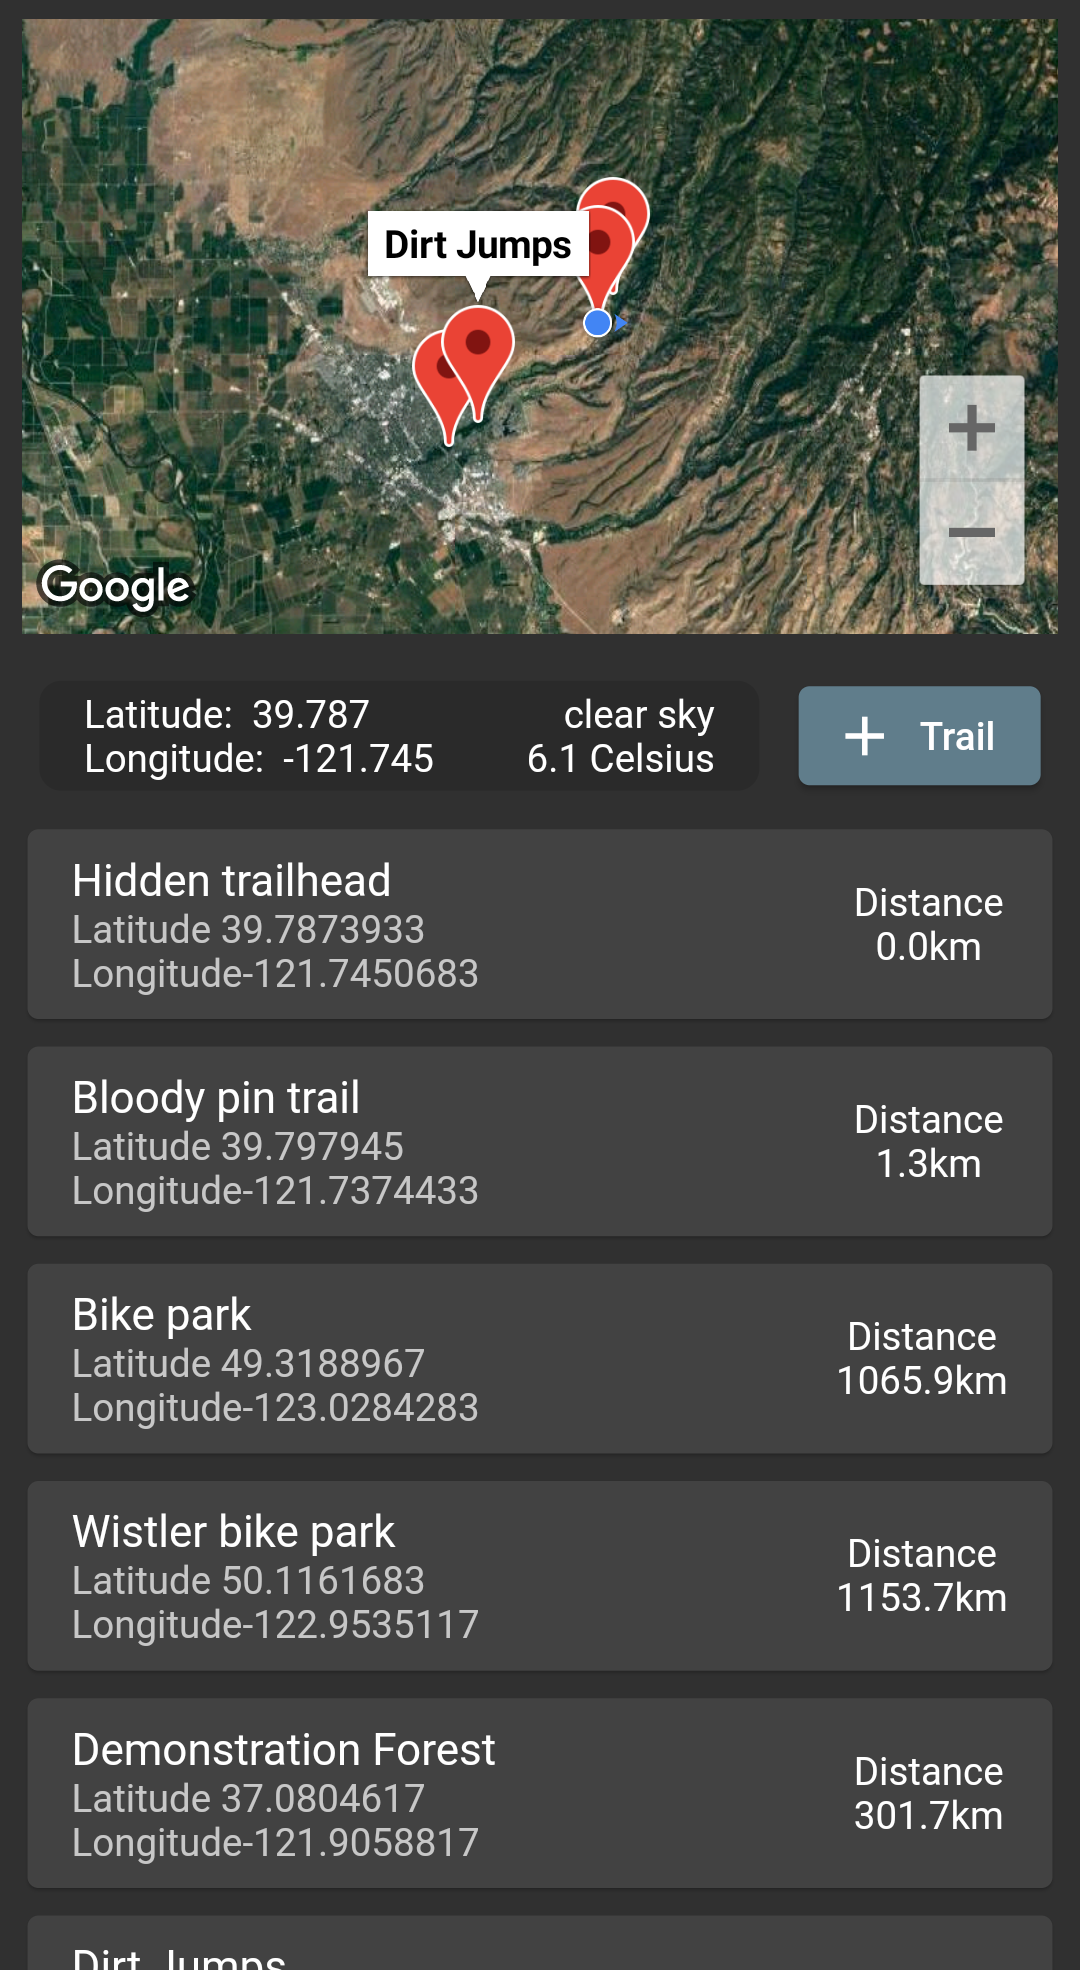 Dirt Jumps
Google
Latitude: 39.787
Longitude: -121.745
clear sky
6.1 Celsius
+ Trail
Hidden trailhead
Latitude 39.7873933
Longitude-121.7450683
Distance
0.0km
Bloody pin trail
Latitude 39.797945
Longitude-121.7374433
Distance
1.3km
Bike park
Latitude 49.3188967
Longitude-123.0284283
Distance
1065.9km
Wistler bike park
Latitude 50.1161683
Longitude-122.9535117
Distance
1153.7km
Demonstration Forest
Latitude 37.0804617
Longitude-121.9058817
Distance
301.7km
Dirt Jumps